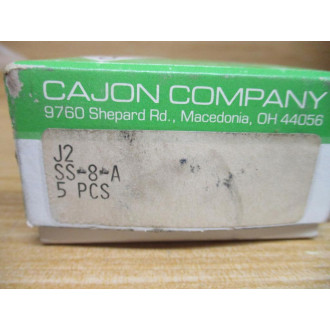 CAJON COMPANY
9760 Shepard Rd., Macedonia, OH 44056
J2
SS-8-A
5 PCS